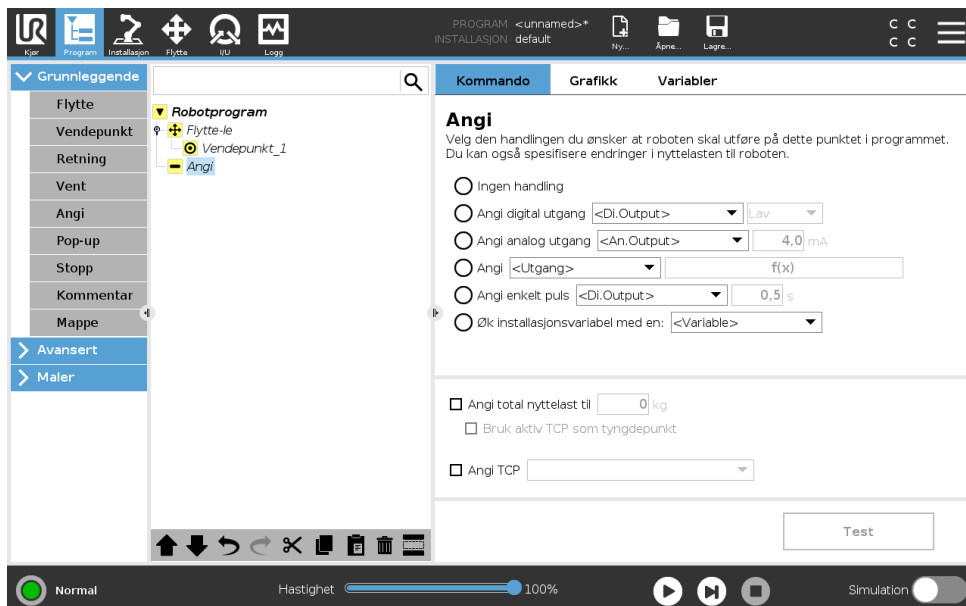 UR
PROGRAM <unnamed>*
INSTALLASJON default
Kjør Program Installasjon Flytte I/U Logg
Ny... Åpne... Lagre...
C C
C C
Grunnleggende
Flytte
Vendepunkt
Retning
Vent
Angi
Pop-up
Stopp
Kommentar
Mappe
Avansert
Maler
Robotprogram
Flytte-le
Vendepunkt_1
Angi
Kommando Grafikk Variabler
Angi
Velg den handlingen du ønsker at roboten skal utføre på dette punktet i programmet.
Du kan også spesifisere endringer i nyttelasten til roboten.
Ingen handling
Angi digital utgang <Di.Output> Lav
Angi analog utgang <An.Output> 4,0 mA
Angi <Utgang> f(x)
Angi enkelt puls <Di.Output> 0,5 s
Øk installasjonsvariabel med en: <Variable>
Angi total nyttelast til 0 kg
Bruk aktiv TCP som tyngdepunkt
Angi TCP
Test
Normal Hastighet 100% Simulation